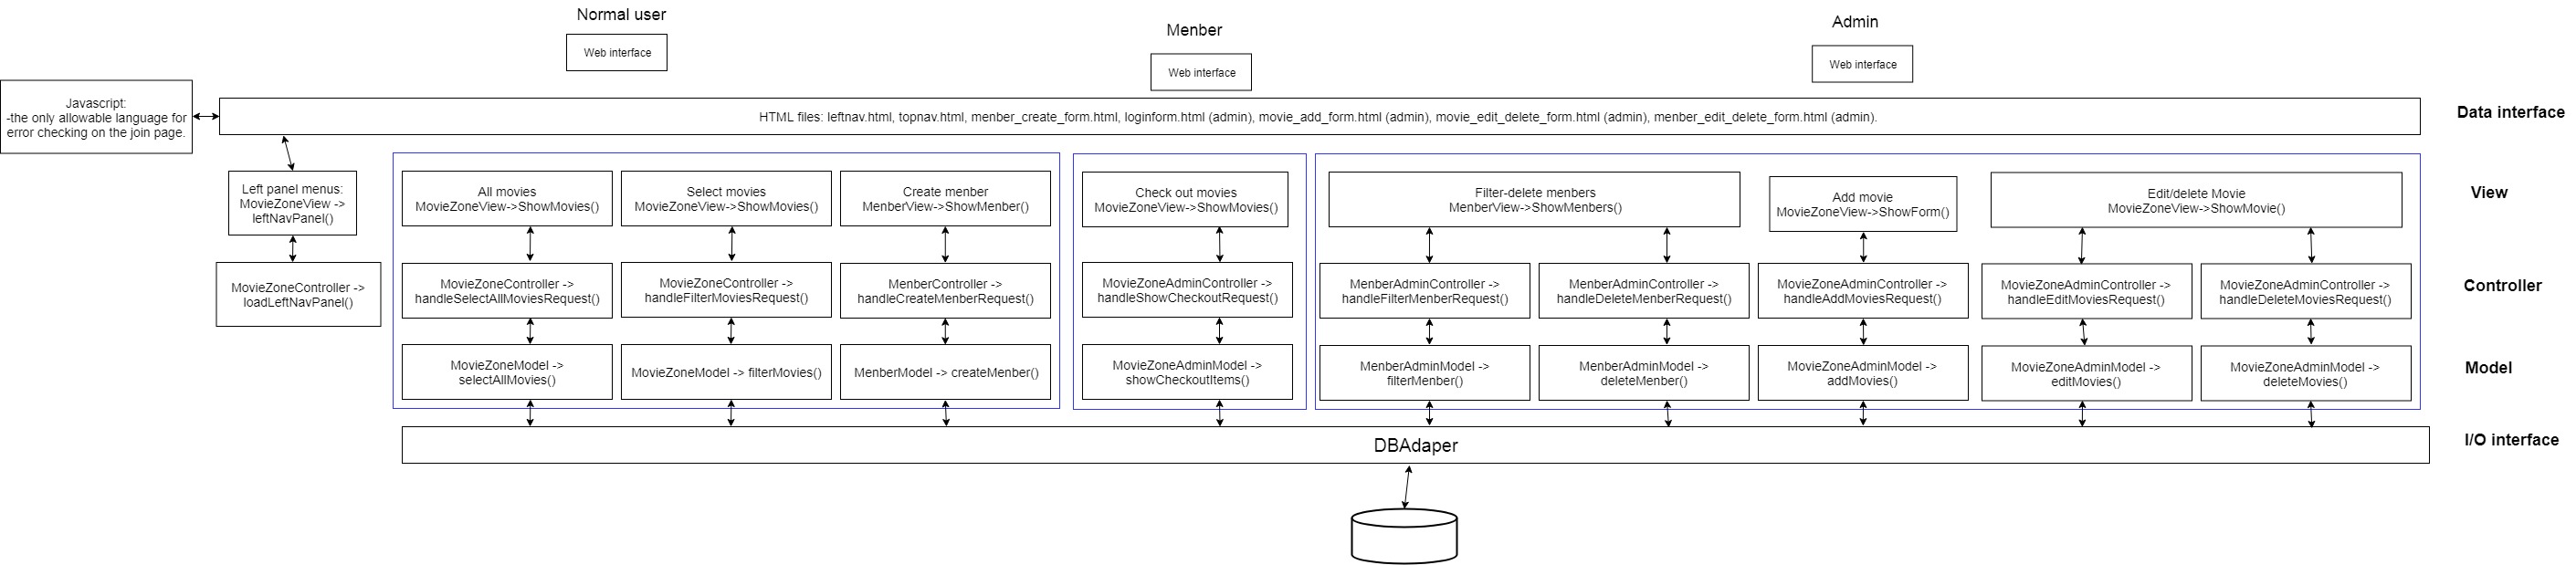 Normal user
Web interface
Menber
Web interface
Admin
Web interface
Javascript:
-the only allowable language for
error checking on the join page.
HTML files: leftnav.html, topnav.html, menber_create_form.html, loginform.html (admin), movie_add_form.html (admin), movie_edit_delete_form.html (admin), menber_edit_delete_form.html (admin).
Data interface
Left panel menus:
MovieZoneView ->
leftNavPanel()
All movies
MovieZoneView->ShowMovies()
Select movies
MovieZoneView->ShowMovies()
Create menber
MenberView->ShowMenber()
Check out movies
MovieZoneView->ShowMovies()
Filter-delete menbers
MenberView->ShowMenbers()
Add movie
MovieZoneView->ShowForm()
Edit/delete Movie
MovieZoneView->ShowMovie()
View
MovieZoneController ->
loadLeftNavPanel()
MovieZoneController ->
handleSelectAllMoviesRequest()
MovieZoneController ->
handleFilterMoviesRequest()
MenberController ->
handleCreateMenberRequest()
MovieZoneAdminController ->
handleShowCheckoutRequest()
MenberAdminController ->
handleFilterMenberRequest()
MenberAdminController ->
handleDeleteMenberRequest()
MovieZoneAdminController ->
handleAddMoviesRequest()
MovieZoneAdminController ->
handleEditMoviesRequest()
MovieZoneAdminController ->
handleDeleteMoviesRequest()
Controller
MovieZoneModel ->
selectAllMovies()
MovieZoneModel -> filterMovies()
MenberModel -> createMenber()
MovieZoneAdminModel ->
showCheckoutItems()
MenberAdminModel ->
filterMenber()
MenberAdminModel ->
deleteMenber()
MovieZoneAdminModel ->
addMovies()
MovieZoneAdminModel ->
editMovies()
MovieZoneAdminModel ->
deleteMovies()
Model
DBAdaper
I/O interface